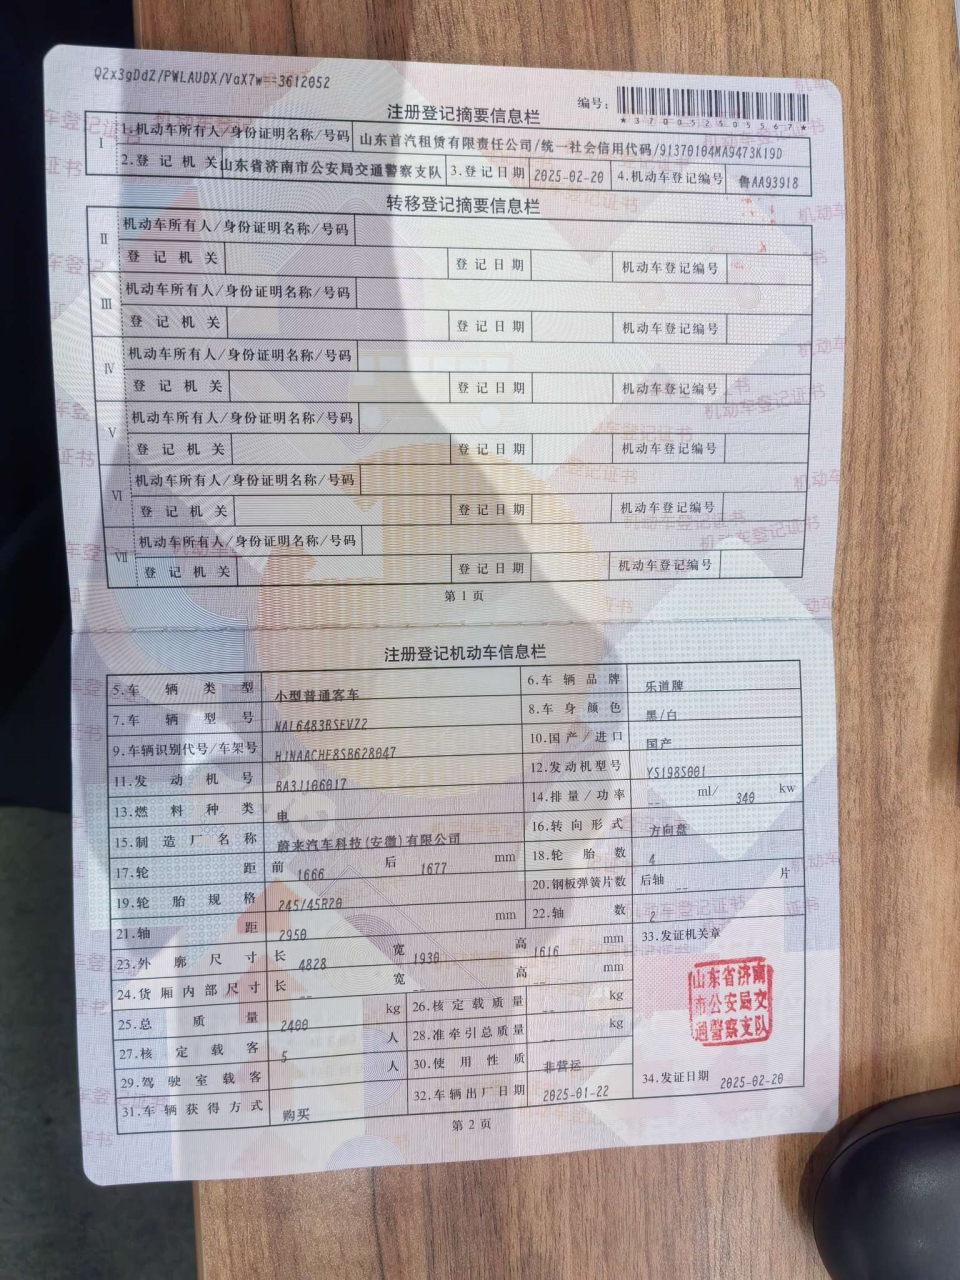 Q2x3gDdZ/PWLAUDX/VaX7w==3612052
注册登记摘要信息栏
编号:
*370052505567*
Ⅰ
1.机动车所有人/身份证明名称/号码 山东首汽租赁有限责任公司/统一社会信用代码/91370104MA9473K19D
2.登记机关 山东省济南市公安局交通警察支队 3.登记日期 2025-02-20 4.机动车登记编号 鲁AA93918
转移登记摘要信息栏
Ⅱ
机动车所有人/身份证明名称/号码
登记机关 登记日期 机动车登记编号
Ⅲ
机动车所有人/身份证明名称/号码
登记机关 登记日期 机动车登记编号
Ⅳ
机动车所有人/身份证明名称/号码
登记机关 登记日期 机动车登记编号
Ⅴ
机动车所有人/身份证明名称/号码
登记机关 登记日期 机动车登记编号
Ⅵ
机动车所有人/身份证明名称/号码
登记机关 登记日期 机动车登记编号
Ⅶ
机动车所有人/身份证明名称/号码
登记机关 登记日期 机动车登记编号
第1页
注册登记机动车信息栏
5.车辆类型 小型普通客车 6.车辆品牌 乐道牌
7.车辆型号 NAL6483BSEVZ2 8.车身颜色 黑/白
9.车辆识别代号/车架号 HJNAACHE8SB628047 10.国产/进口 国产
11.发动机号 BA31106017 12.发动机型号 YS198S001
13.燃料种类 电 14.排量/功率 -- ml/ 340 kw
15.制造厂名称 蔚来汽车科技(安徽)有限公司 16.转向形式 方向盘
17.轮距 前 1666 后 1677 mm 18.轮胎数 4
19.轮胎规格 245/45R20 20.钢板弹簧片数 后轴 -- 片
21.轴距 2950 mm 22.轴数 2
23.外廓尺寸 长 4828 宽 1930 高 1616 mm 33.发证机关章
24.货厢内部尺寸 长 -- 宽 -- 高 -- mm
25.总质量 2400 kg 26.核定载质量 -- kg
27.核定载客 5 人 28.准牵引总质量 -- kg
29.驾驶室载客 人 30.使用性质 非营运
31.车辆获得方式 购买 32.车辆出厂日期 2025-01-22 34.发证日期 2025-02-20
山东省济南
市公安局交
通警察支队
第2页